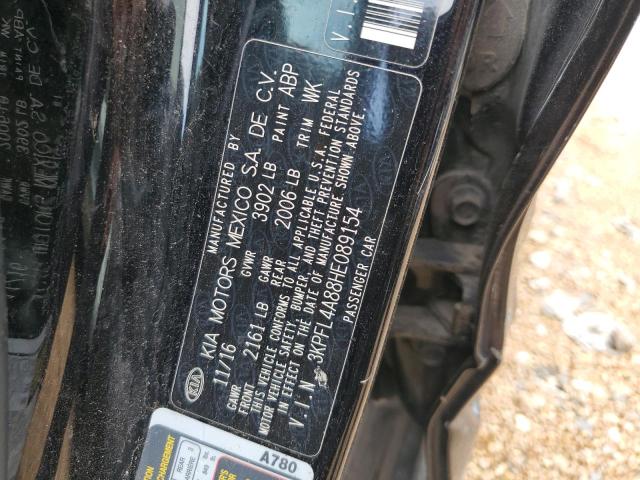 KIA
MANUFACTURED BY
KIA MOTORS MEXICO S.A. DE C.V.
11/16 GVWR 3902 LB PAINT ABP
GAWR FRONT 2161 LB GAWR REAR 2006 LB TRIM WK
THIS VEHICLE CONFORMS TO ALL APPLICABLE U.S.A. FEDERAL
MOTOR VEHICLE SAFETY, BUMPER, AND THEFT PREVENTION STANDARDS
IN EFFECT ON THE DATE OF MANUFACTURE SHOWN ABOVE.
V.I.N 3KPFL4A88HE089154
PASSENGER CAR
V.I.
A780
REAR